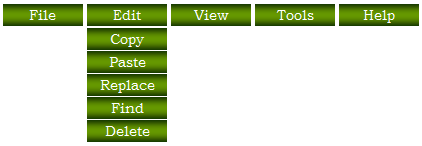 File Edit View Tools Help
Copy
Paste
Replace
Find
Delete